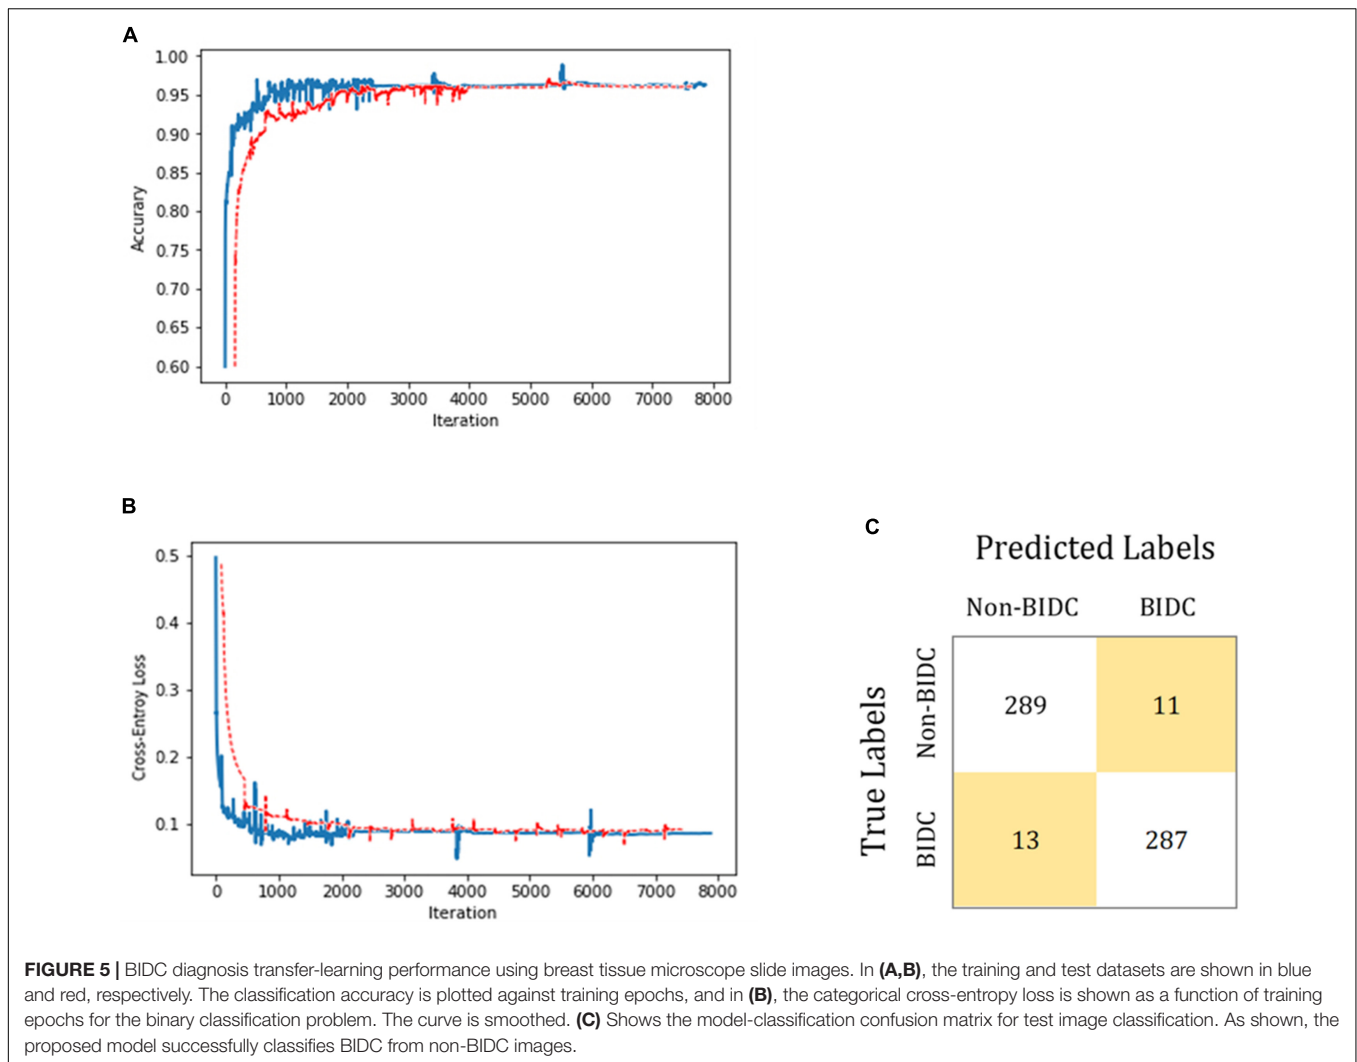 A
1.00
0.95
0.90
0.85
0.80
0.75
0.70
0.65
0.60
Accurary
0 1000 2000 3000 4000 5000 6000 7000 8000
Iteration
B
0.5
0.4
0.3
0.2
0.1
Cross-Entroy Loss
0 1000 2000 3000 4000 5000 6000 7000 8000
Iteration
C
Predicted Labels
Non-BIDC BIDC
True Labels
Non-BIDC
289 11
BIDC
13 287
FIGURE 5 | BIDC diagnosis transfer-learning performance using breast tissue microscope slide images. In (A,B), the training and test datasets are shown in blue
and red, respectively. The classification accuracy is plotted against training epochs, and in (B), the categorical cross-entropy loss is shown as a function of training
epochs for the binary classification problem. The curve is smoothed. (C) Shows the model-classification confusion matrix for test image classification. As shown, the
proposed model successfully classifies BIDC from non-BIDC images.